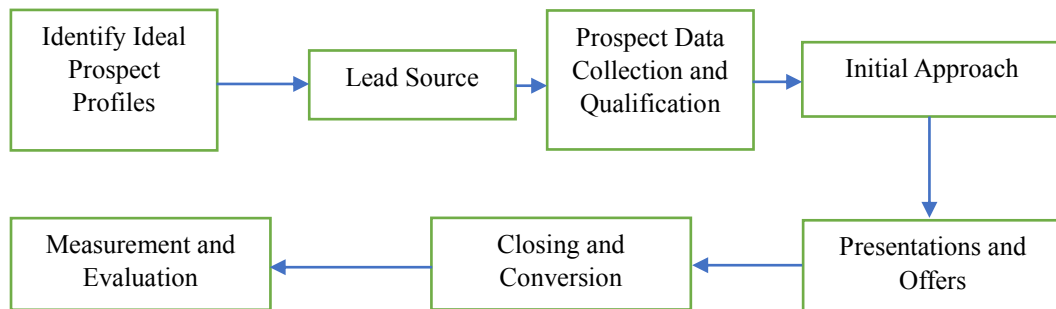 Identify Ideal
Prospect
Profiles
Lead Source
Prospect Data
Collection and
Qualification
Initial Approach
Presentations and
Offers
Closing and
Conversion
Measurement and
Evaluation